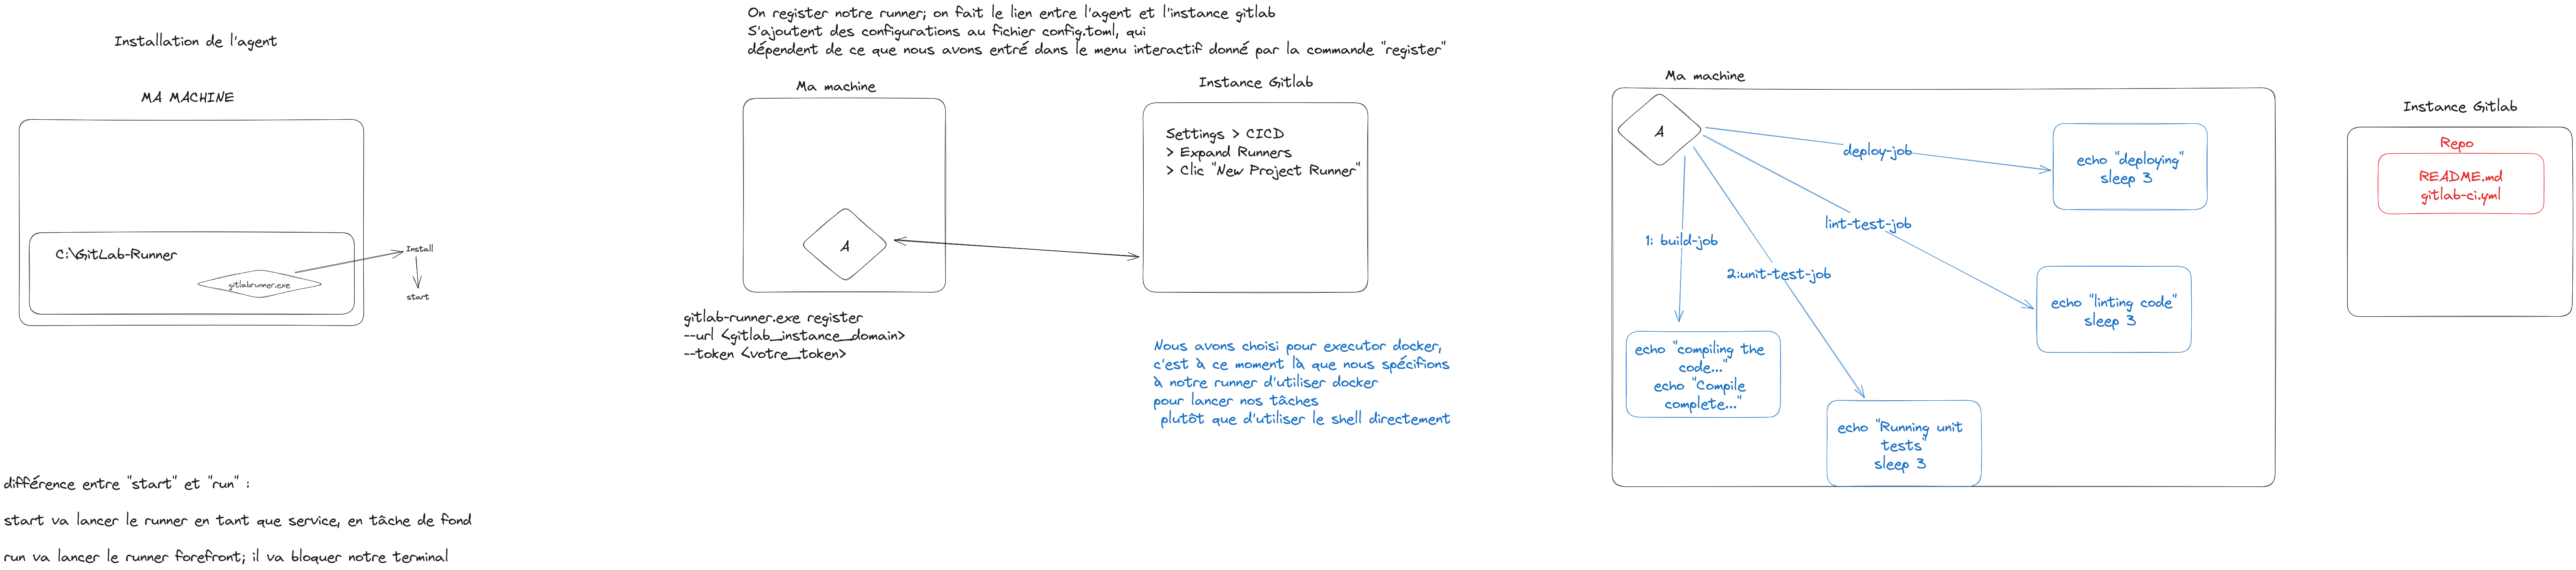 Installation de l'agent
MA MACHINE
C:\GitLab-Runner
gitlabrunner.exe
Install
start
différence entre "start" et "run" :
start va lancer le runner en tant que service, en tâche de fond
run va lancer le runner forefront; il va bloquer notre terminal
On register notre runner; on fait le lien entre l'agent et l'instance gitlab
S'ajoutent des configurations au fichier config.toml, qui
dépendent de ce que nous avons entré dans le menu interactif donné par la commande "register"
Ma machine
A
gitlab-runner.exe register
--url <gitlab_instance_domain>
--token <votre_token>
Instance Gitlab
Settings > CICD
> Expand Runners
> Clic "New Project Runner"
Nous avons choisi pour executor docker,
c'est à ce moment là que nous spécifions
à notre runner d'utiliser docker
pour lancer nos tâches
plutôt que d'utiliser le shell directement
Ma machine
A
deploy-job
echo "deploying"
sleep 3
lint-test-job
echo "linting code"
sleep 3
1: build-job
echo "compiling the
code..."
echo "Compile
complete..."
2:unit-test-job
echo "Running unit
tests"
sleep 3
Instance Gitlab
Repo
README.md
gitlab-ci.yml